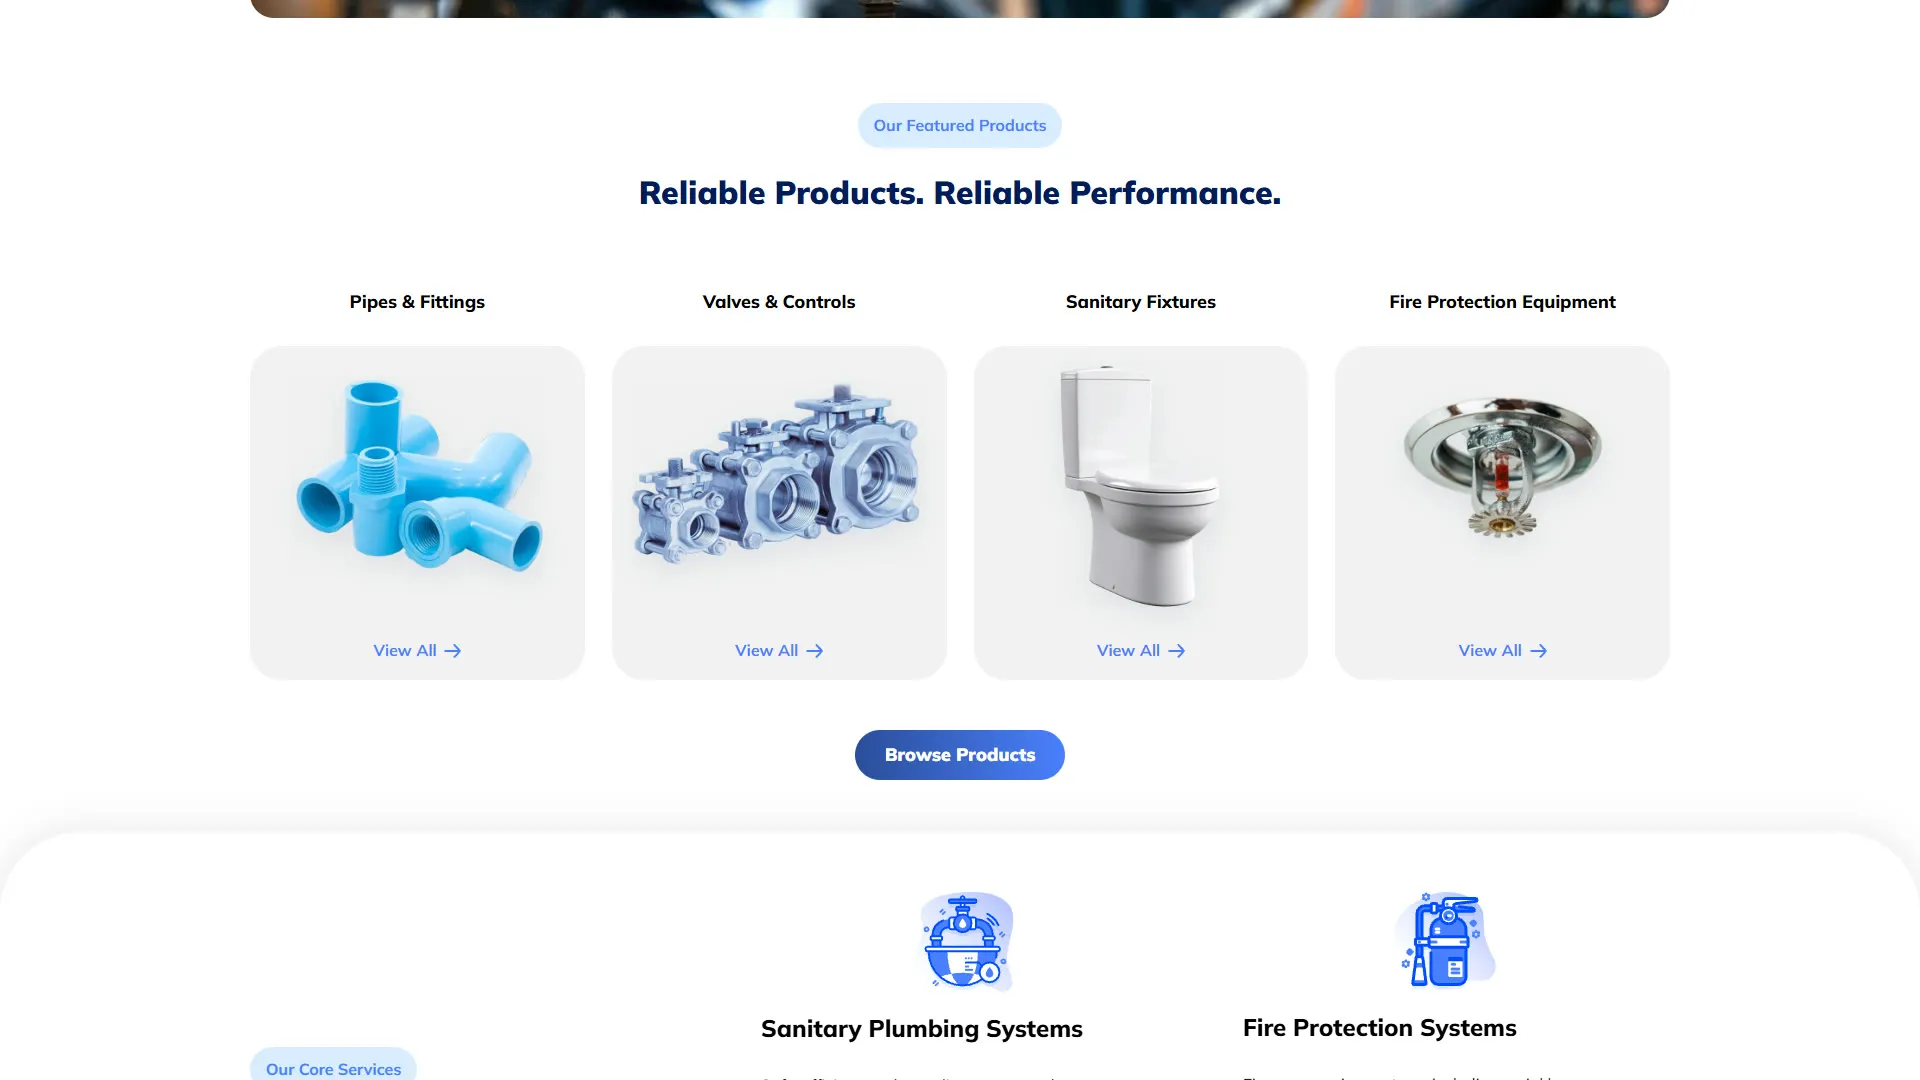 Our Featured Products
Reliable Products. Reliable Performance.
Pipes & Fittings
Valves & Controls
Sanitary Fixtures
Fire Protection Equipment
View All
View All
View All
View All
Browse Products
Sanitary Plumbing Systems
Fire Protection Systems
Our Core Services